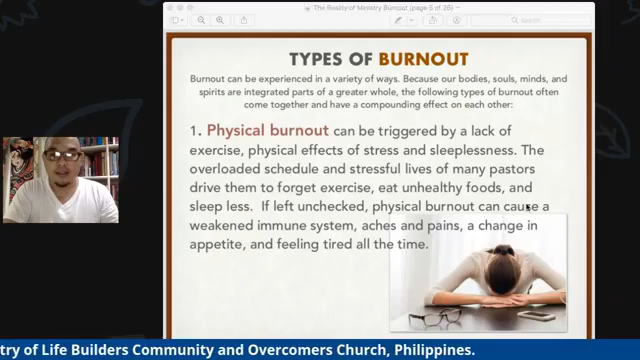 The Reality of Ministry Burnout (page 5 of 26)
Search
TYPES OF BURNOUT
Burnout can be experienced in a variety of ways. Because our bodies, souls, minds, and
spirits are integrated parts of a greater whole, the following types of burnout often
come together and have a compounding effect on each other:
1. Physical burnout can be triggered by a lack of
exercise, physical effects of stress and sleeplessness. The
overloaded schedule and stressful lives of many pastors
drive them to forget exercise, eat unhealthy foods, and
sleep less. If left unchecked, physical burnout can cause a
weakened immune system, aches and pains, a change in
appetite, and feeling tired all the time.
try of Life Builders Community and Overcomers Church, Philippines.